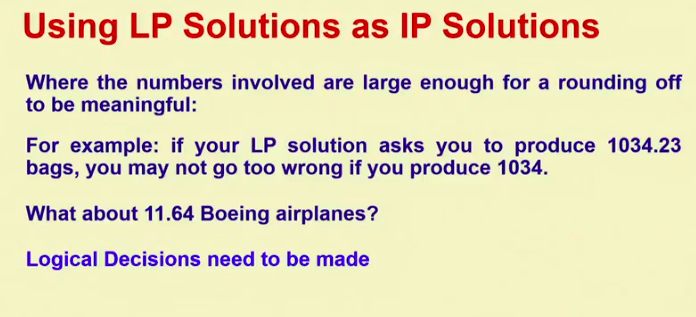 Using LP Solutions as IP Solutions
Where the numbers involved are large enough for a rounding off
to be meaningful:
For example: if your LP solution asks you to produce 1034.23
bags, you may not go too wrong if you produce 1034.
What about 11.64 Boeing airplanes?
Logical Decisions need to be made